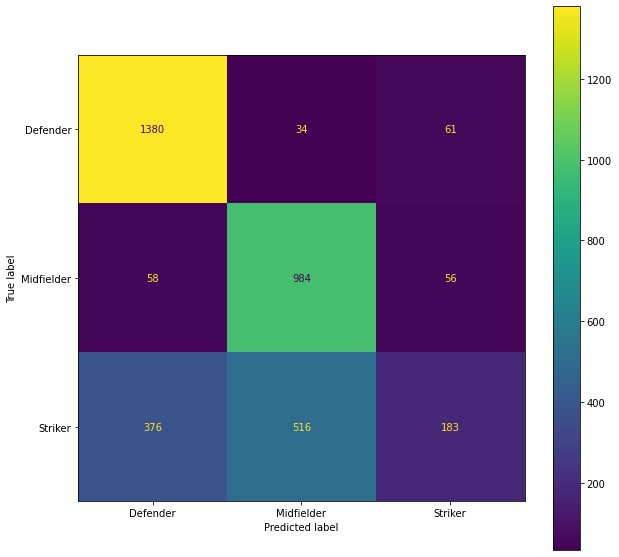 True label
Defender
Midfielder
Striker
1380 34 61
58 984 56
376 516 183
Defender Midfielder Striker
Predicted label
1200
1000
800
600
400
200